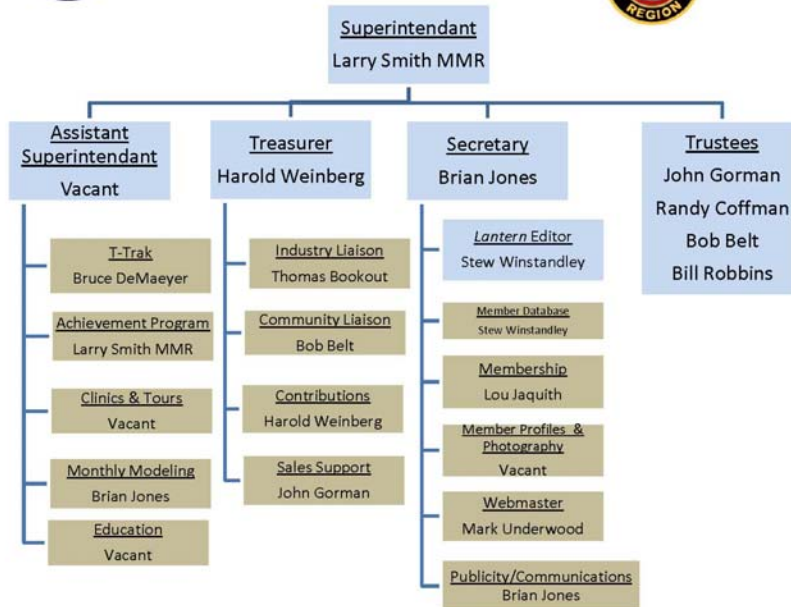 REGION
Superintendant
Larry Smith MMR
Assistant
Superintendant
Vacant
T-Trak
Bruce DeMaeyer
Achievement Program
Larry Smith MMR
Clinics & Tours
Vacant
Monthly Modeling
Brian Jones
Education
Vacant
Treasurer
Harold Weinberg
Industry Liaison
Thomas Bookout
Community Liaison
Bob Belt
Contributions
Harold Weinberg
Sales Support
John Gorman
Secretary
Brian Jones
Lantern Editor
Stew Winstandley
Member Database
Stew Winstandley
Membership
Lou Jaquith
Member Profiles &
Photography
Vacant
Webmaster
Mark Underwood
Publicity/Communications
Brian Jones
Trustees
John Gorman
Randy Coffman
Bob Belt
Bill Robbins